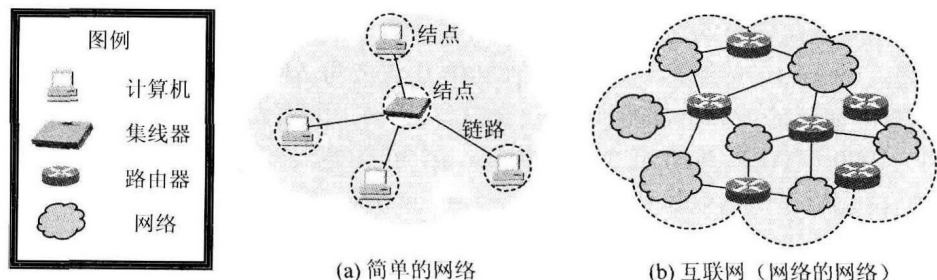 图例
计算机
集线器
路由器
网络
结点
结点
链路
(a) 简单的网络
(b) 互联网（网络的网络）